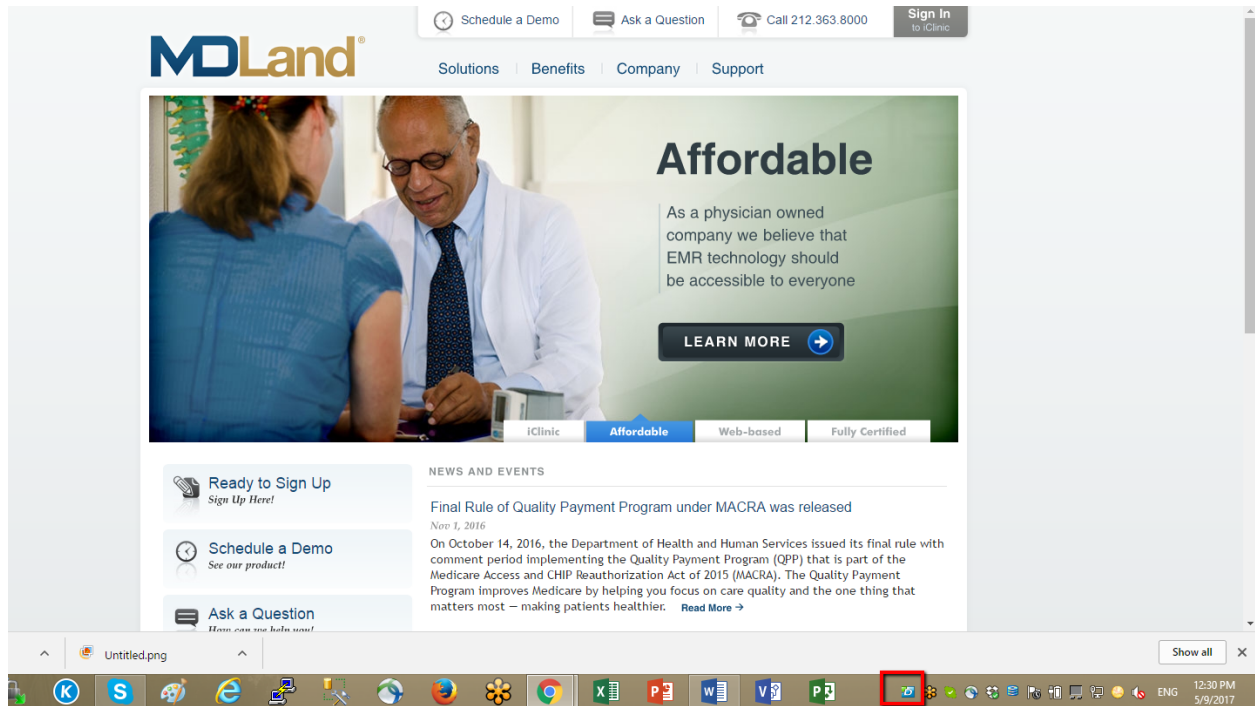 Schedule a Demo
Ask a Question
Call 212.363.8000
Sign In
to iClinic
MDLand®
Solutions
Benefits
Company
Support
Affordable
As a physician owned
company we believe that
EMR technology should
be accessible to everyone
LEARN MORE
iClinic
Affordable
Web-based
Fully Certified
Ready to Sign Up
Sign Up Here!
Schedule a Demo
See our product!
Ask a Question
How can we help you!
NEWS AND EVENTS
Final Rule of Quality Payment Program under MACRA was released
Nov 1, 2016
On October 14, 2016, the Department of Health and Human Services issued its final rule with
comment period implementing the Quality Payment Program (QPP) that is part of the
Medicare Access and CHIP Reauthorization Act of 2015 (MACRA). The Quality Payment
Program improves Medicare by helping you focus on care quality and the one thing that
matters most — making patients healthier. Read More →
Untitled.png
Show all
ENG
12:30 PM
5/9/2017